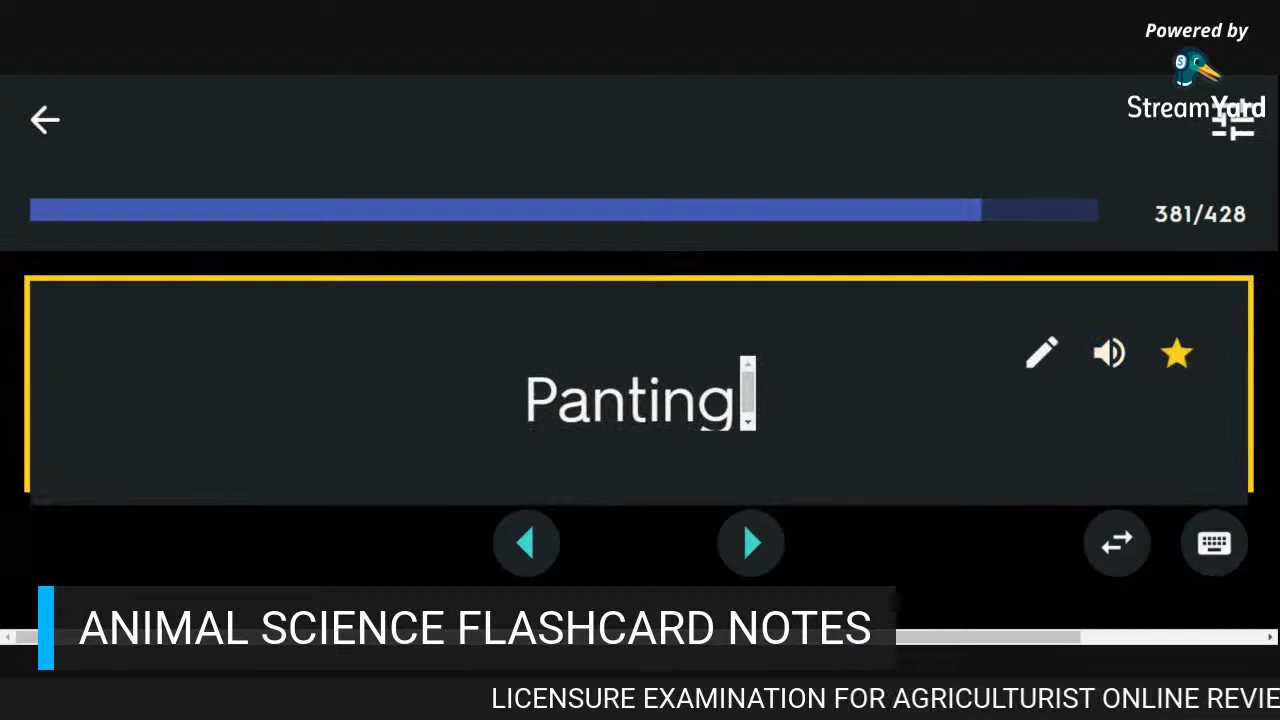 Powered by
StreamYard
381/428
Panting
ANIMAL SCIENCE FLASHCARD NOTES
LICENSURE EXAMINATION FOR AGRICULTURIST ONLINE REVIE